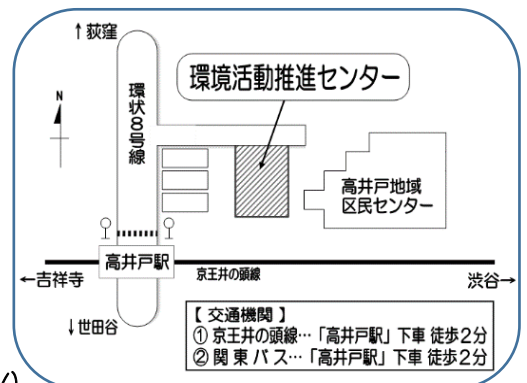 ↑荻窪
環境活動推進センター
N
環状8号線
高井戸地域
区民センター
高井戸駅
京王井の頭線
←吉祥寺
渋谷→
↓世田谷
【 交通機関 】
① 京王井の頭線…「高井戸駅」下車 徒歩2分
② 関東バス…「高井戸駅」下車 徒歩2分